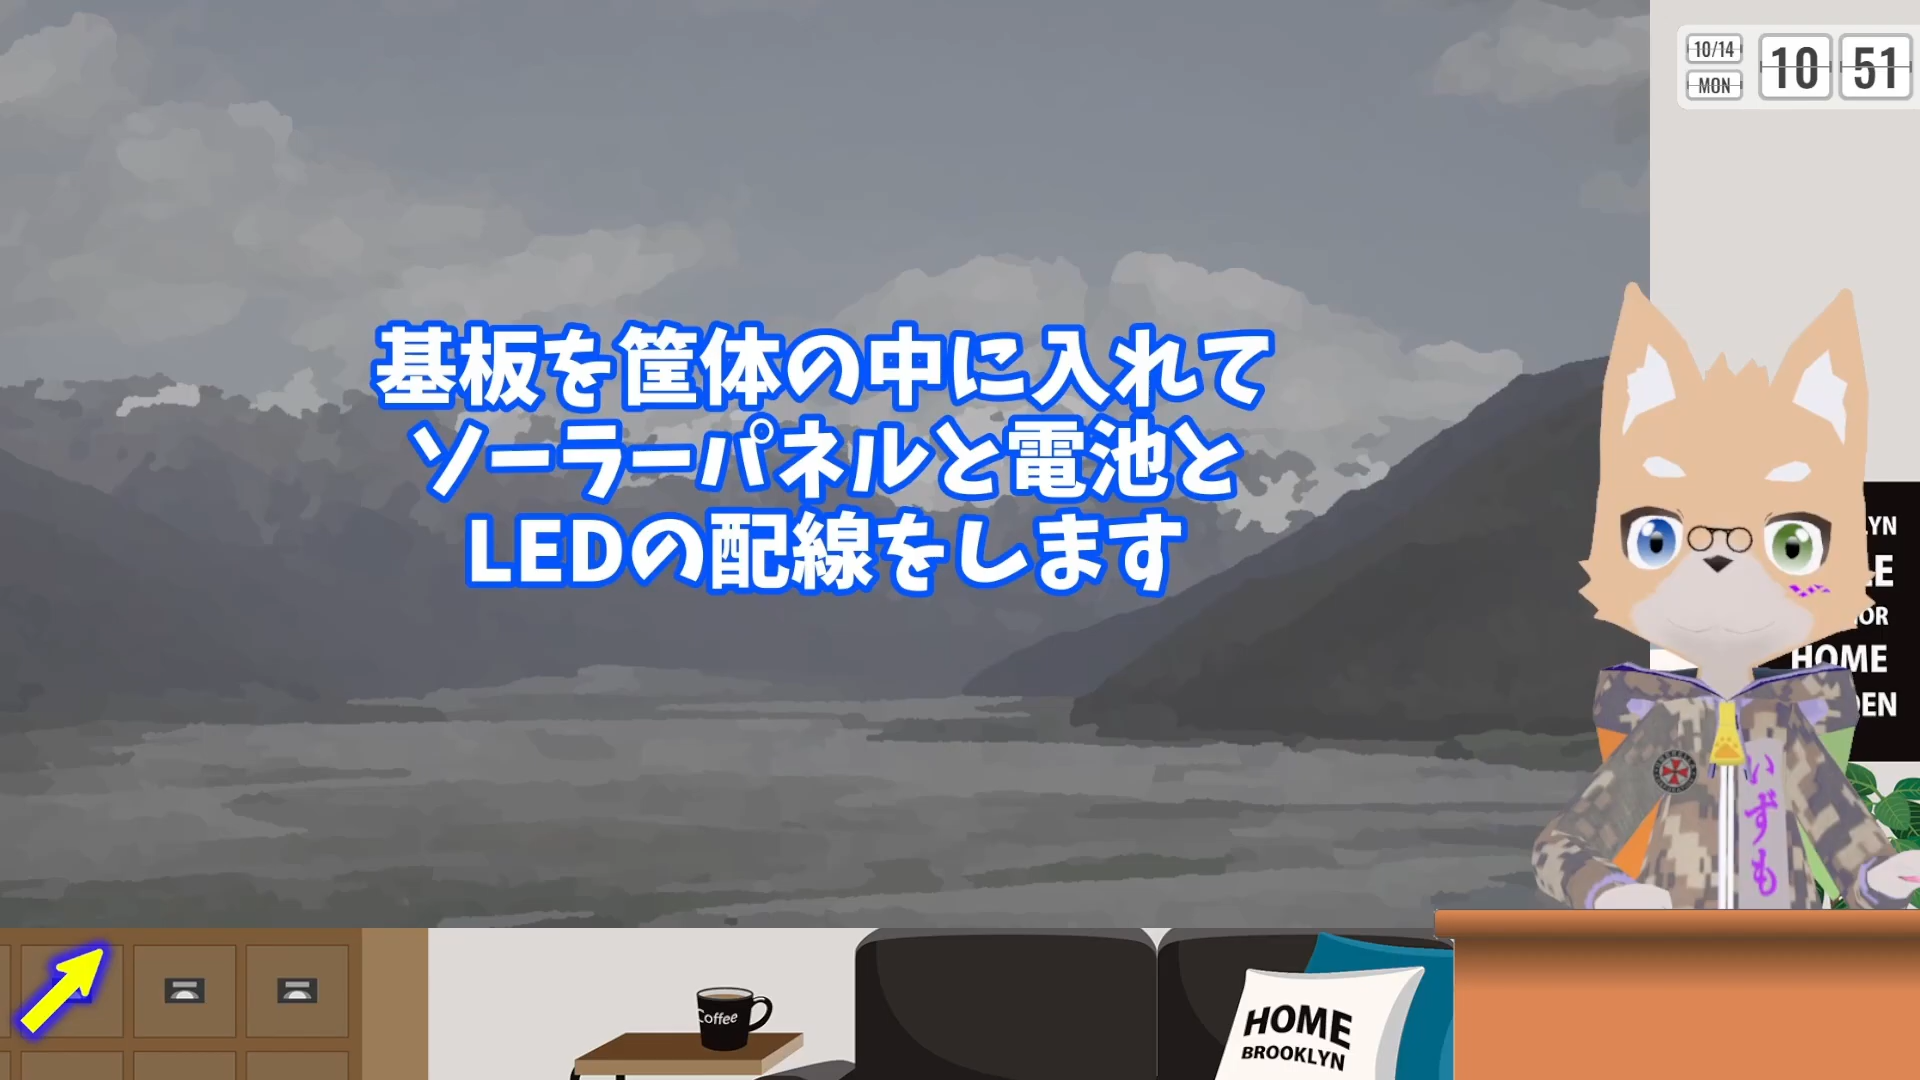 10/14
MON
10 51
基板を筐体の中に入れて
ソーラーパネルと電池と
LEDの配線をします
HOME
いずも
Coffee
HOME
BROOKLYN